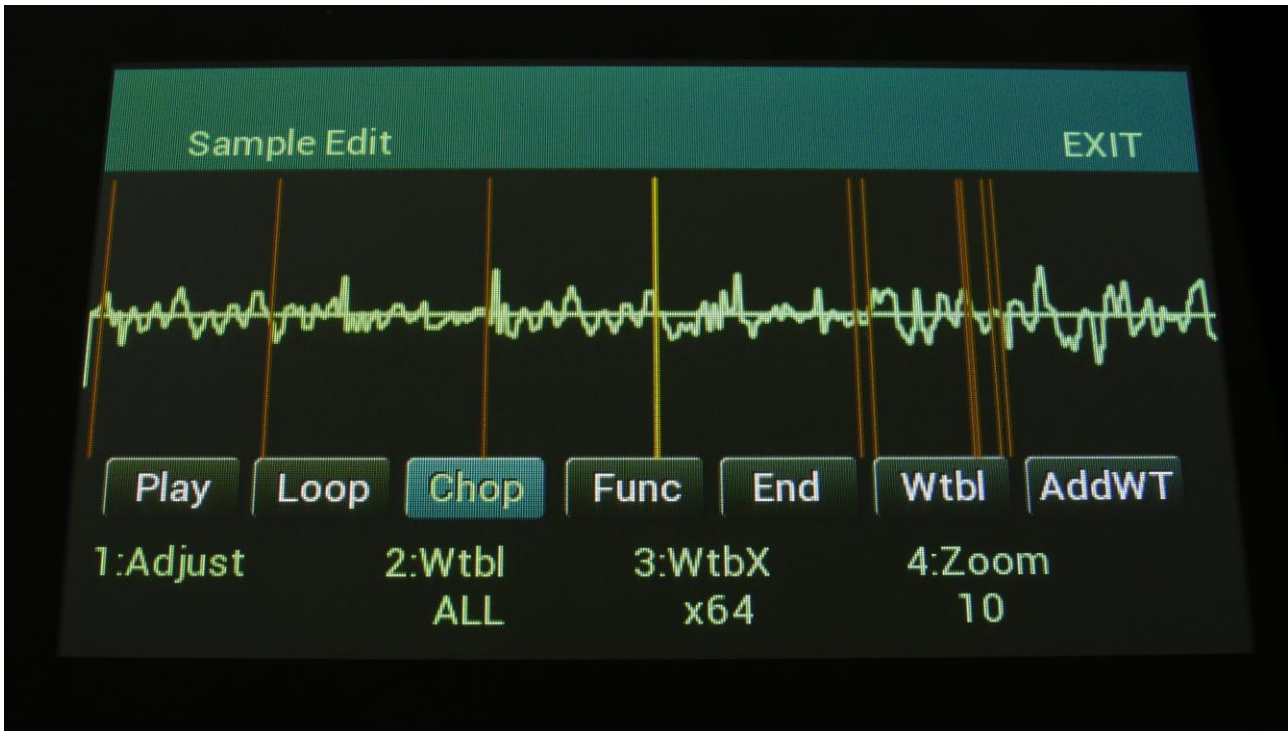 Sample Edit EXIT
Play Loop Chop Func End Wtbl AddWT
1:Adjust 2:Wtbl 3:WtbX 4:Zoom
ALL x64 10